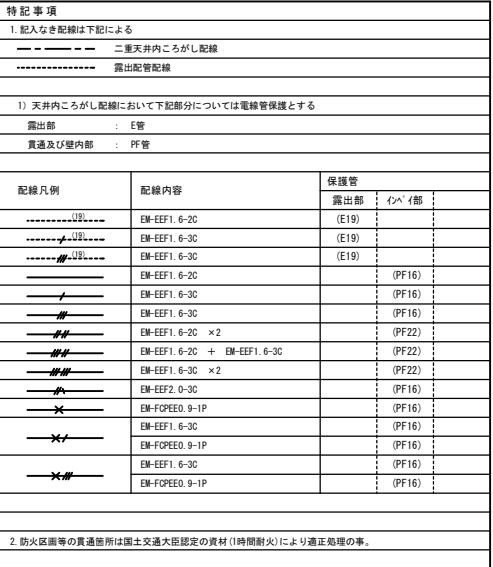 特記事項
1. 記入なき配線は下記による
二重天井内ころがし配線
露出配管配線
1) 天井内ころがし配線において下記部分については電線管保護とする
露出部 : E管
貫通及び壁内部 : PF管
配線凡例 配線内容 保護管
露出部 インペイ部
(19) EM-EEF1.6-2C (E19)
(19) EM-EEF1.6-3C (E19)
(19) EM-EEF1.6-3C (E19)
EM-EEF1.6-2C (PF16)
EM-EEF1.6-3C (PF16)
EM-EEF1.6-3C (PF16)
EM-EEF1.6-2C ×2 (PF22)
EM-EEF1.6-2C + EM-EEF1.6-3C (PF22)
EM-EEF1.6-3C ×2 (PF22)
EM-EEF2.0-3C (PF16)
EM-FCPEE0.9-1P (PF16)
EM-EEF1.6-3C (PF16)
EM-FCPEE0.9-1P (PF16)
EM-EEF1.6-3C (PF16)
EM-FCPEE0.9-1P (PF16)
2. 防火区画等の貫通箇所は国土交通大臣認定の資材(1時間耐火)により適正処理の事。